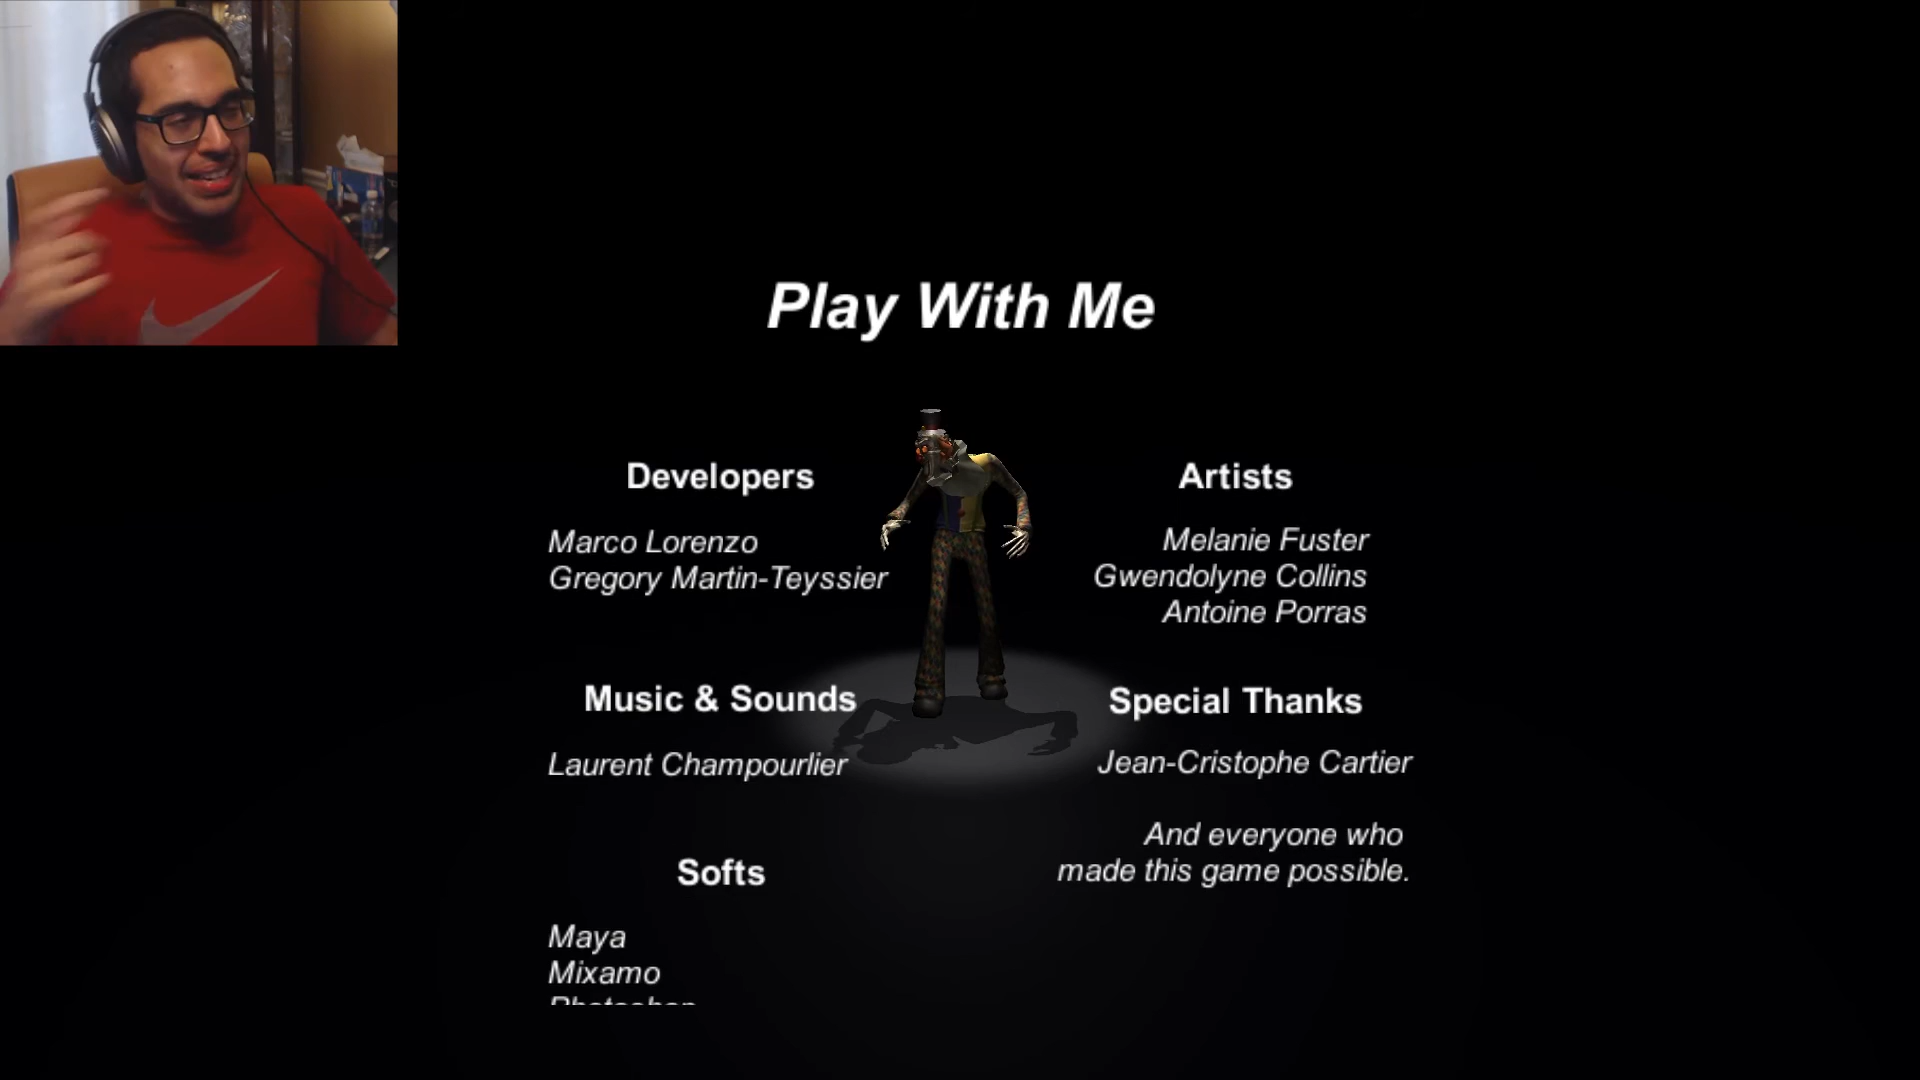 Play With Me
Developers
Marco Lorenzo
Gregory Martin-Teyssier
Artists
Melanie Fuster
Gwendolyne Collins
Antoine Porras
Music & Sounds
Laurent Champourlier
Special Thanks
Jean-Cristophe Cartier
And everyone who
made this game possible.
Softs
Maya
Mixamo
Photoshop